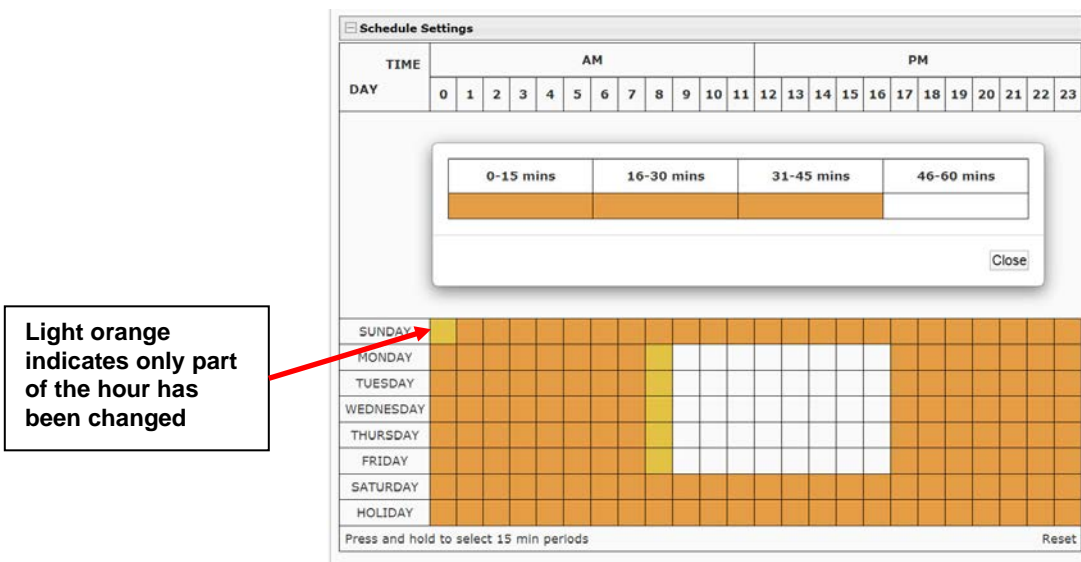 Schedule Settings
TIME AM PM
DAY 0 1 2 3 4 5 6 7 8 9 10 11 12 13 14 15 16 17 18 19 20 21 22 23
0-15 mins 16-30 mins 31-45 mins 46-60 mins
Close
Light orange
indicates only part
of the hour has
been changed
SUNDAY
MONDAY
TUESDAY
WEDNESDAY
THURSDAY
FRIDAY
SATURDAY
HOLIDAY
Press and hold to select 15 min periods Reset